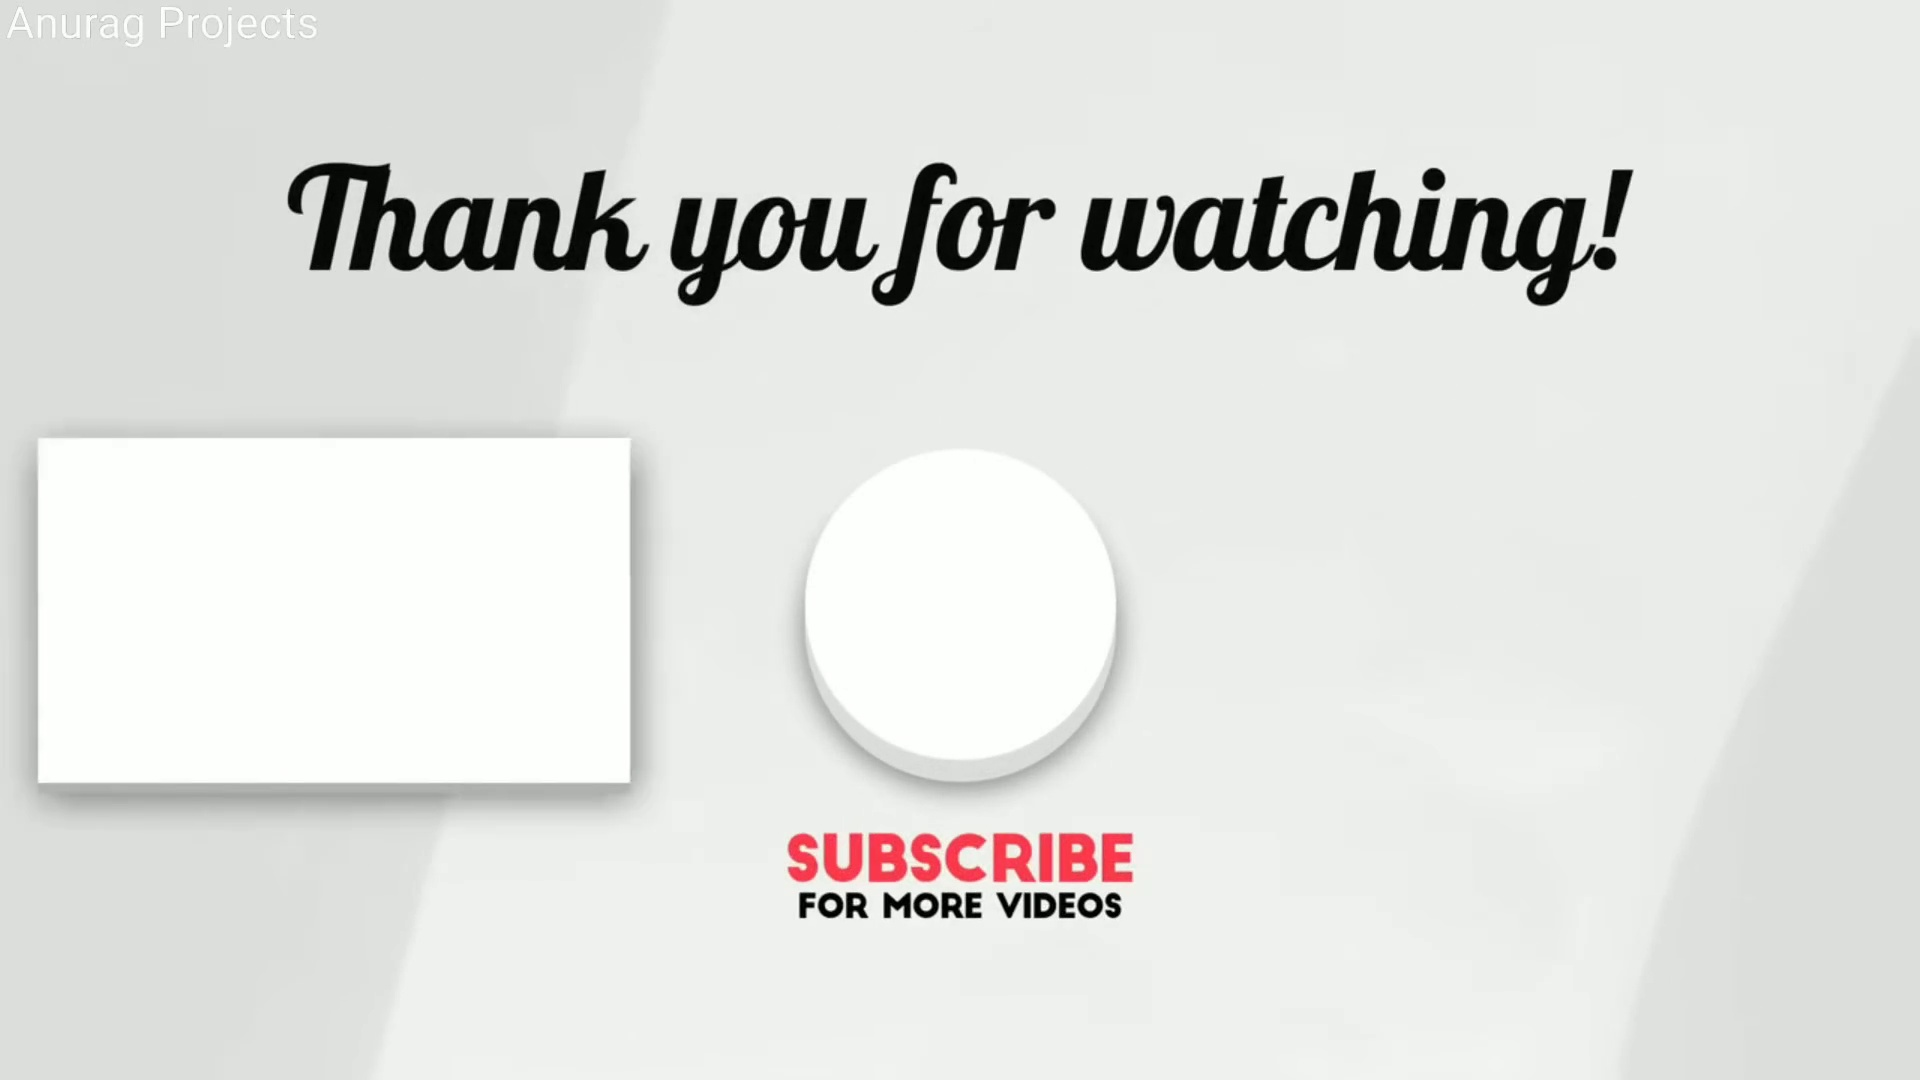 Anurag Projects
Thank you for watching!
SUBSCRIBE
FOR MORE VIDEOS